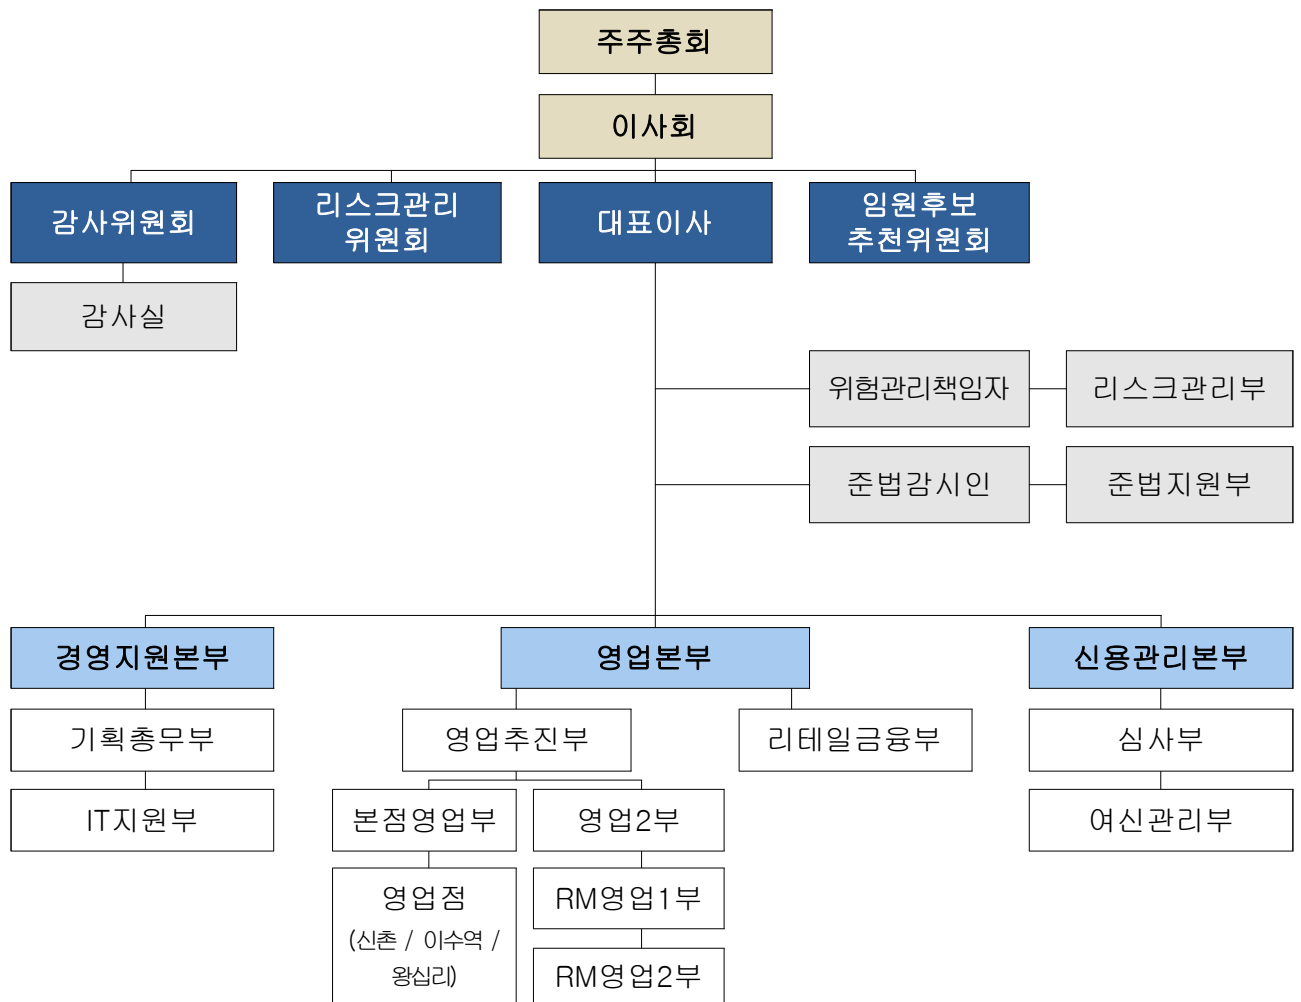 주주총회
이사회
감사위원회
리스크관리
위원회
대표이사
임원후보
추천위원회
감사실
위험관리책임자
리스크관리부
준법감시인
준법지원부
경영지원본부
영업본부
신용관리본부
기획총무부
영업추진부
리테일금융부
심사부
IT지원부
본점영업부
영업2부
여신관리부
영업점
(신촌 / 이수역 /
왕십리)
RM영업1부
RM영업2부